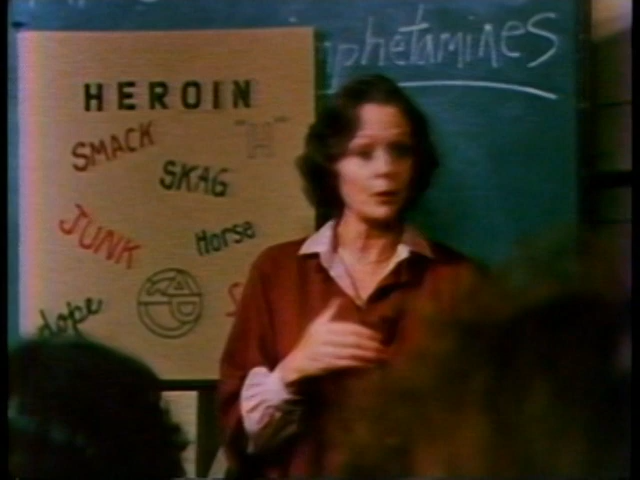 phetamines
HEROIN
SMACK
"H"
SKAG
JUNK
Horse
dope